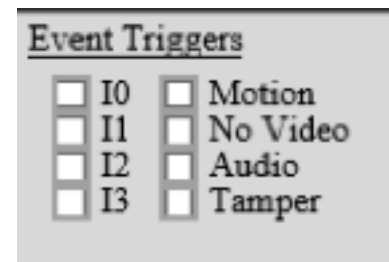 Event Triggers
I0 Motion
I1 No Video
I2 Audio
I3 Tamper